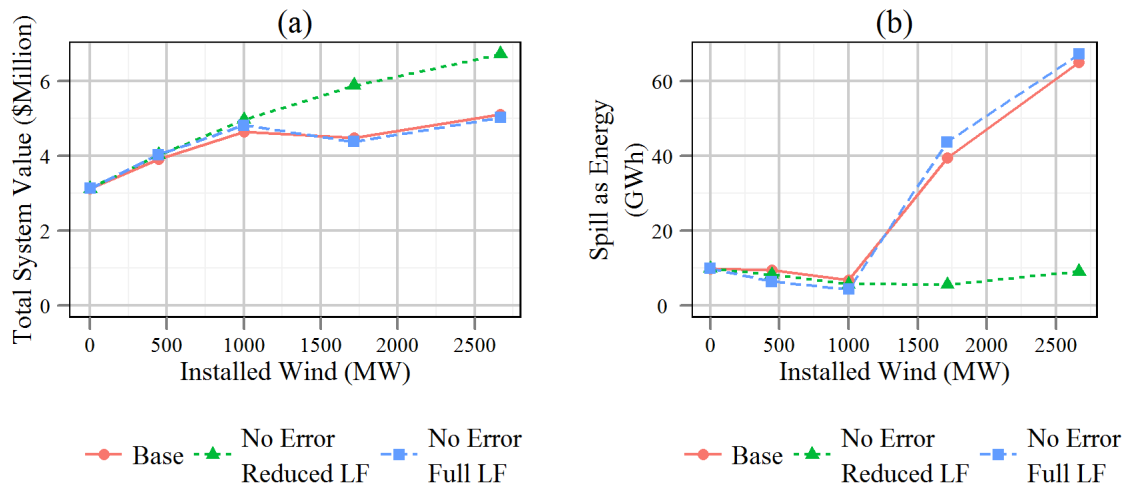 (a)
Total System Value ($Million)
6
4
2
0
0 500 1000 1500 2000 2500
Installed Wind (MW)
Base
No Error
Reduced LF
No Error
Full LF
(b)
Spill as Energy
(GWh)
60
40
20
0
0 500 1000 1500 2000 2500
Installed Wind (MW)
Base
No Error
Reduced LF
No Error
Full LF